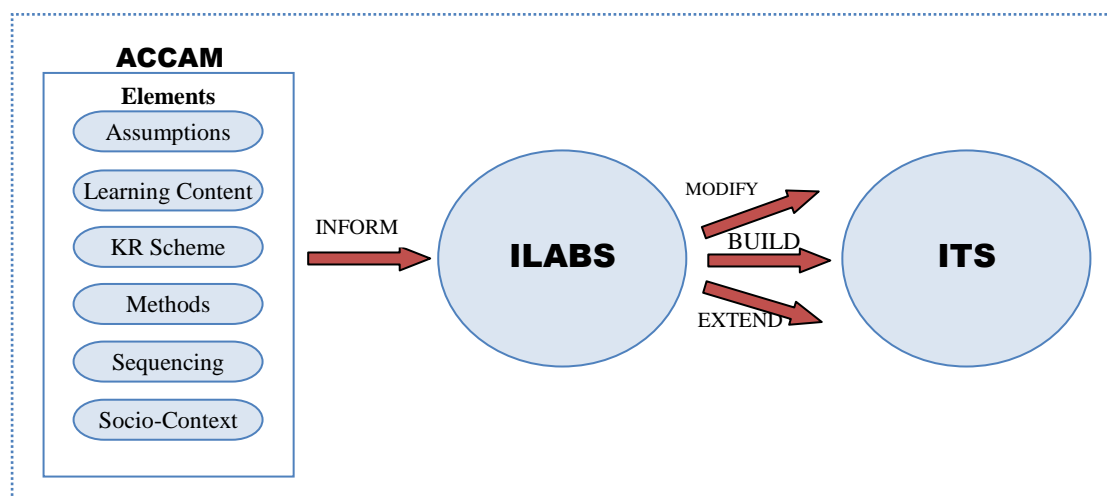 ACCAM
Elements
Assumptions
Learning Content
KR Scheme
Methods
Sequencing
Socio-Context
INFORM
ILABS
MODIFY
BUILD
EXTEND
ITS